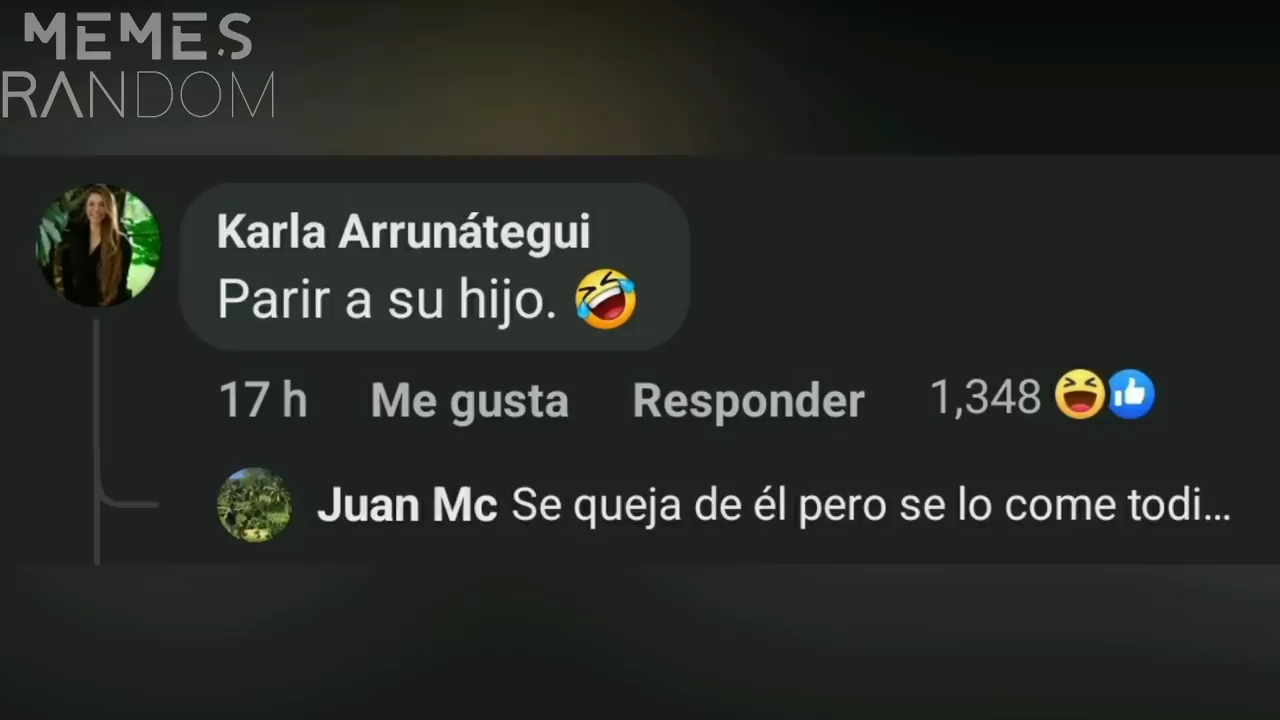 MEMES
RANDOM
Karla Arrunátegui
Parir a su hijo. 🤣
17 h Me gusta Responder 1,348
Juan Mc Se queja de él pero se lo come todi...